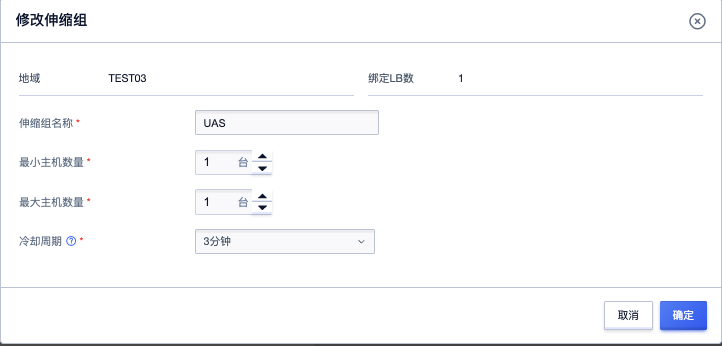 修改伸缩组
地域 TEST03 绑定LB数 1
伸缩组名称 * UAS
最小主机数量 * 1 台
最大主机数量 * 1 台
冷却周期 ? * 3分钟
取消 确定